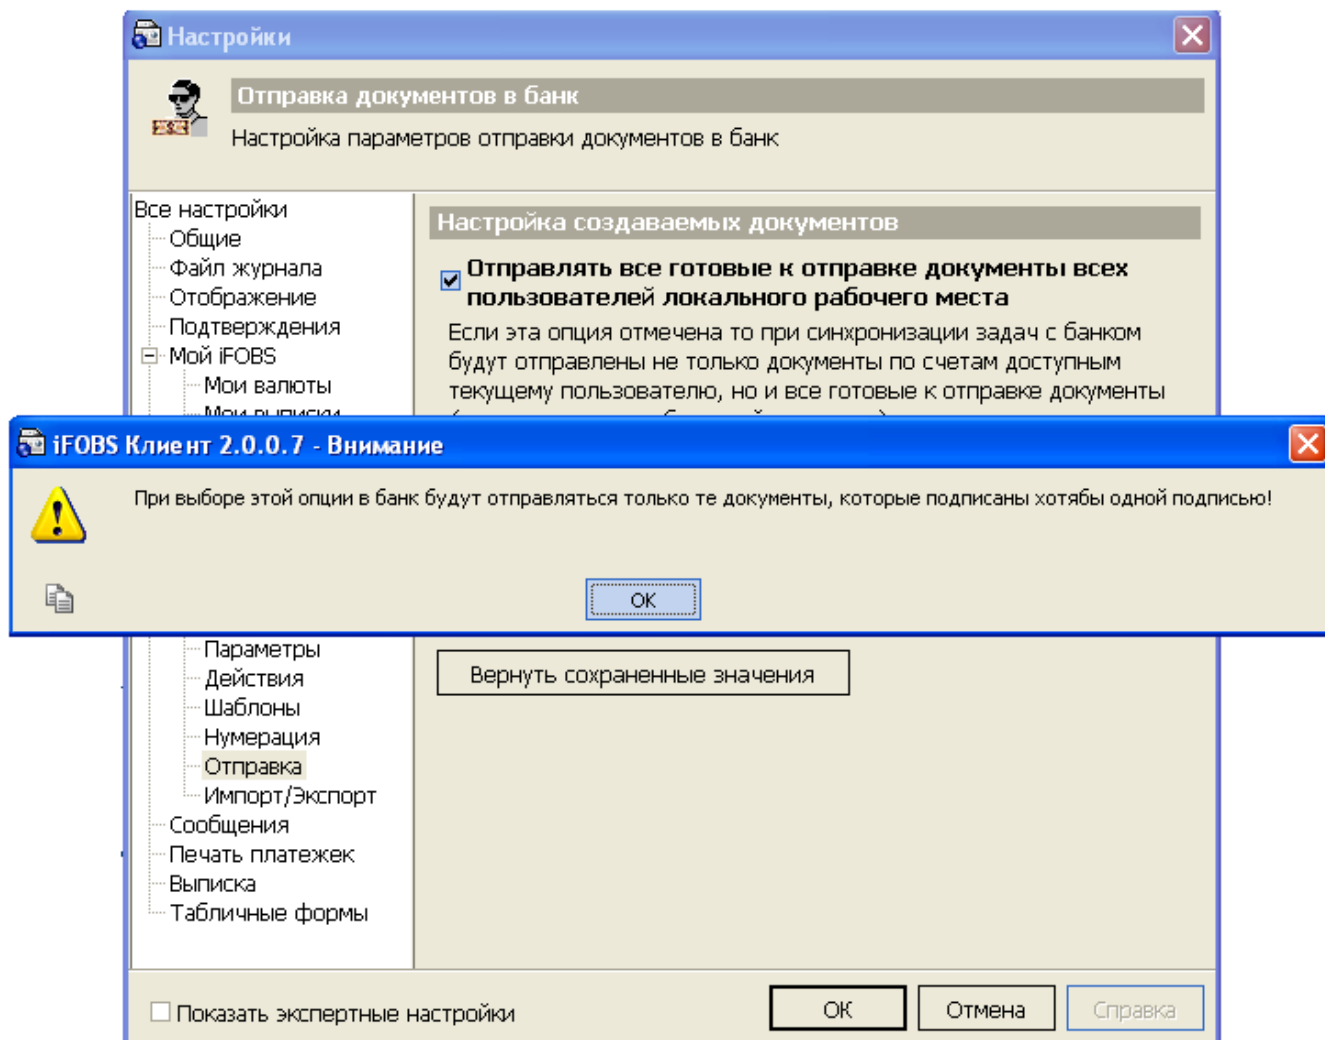 Настройки
Отправка документов в банк
Настройка параметров отправки документов в банк
Все настройки
Общие
Файл журнала
Отображение
Подтверждения
Мой iFOBS
Мои валюты
Мои выписки
Настройка создаваемых документов
Отправлять все готовые к отправке документы всех
пользователей локального рабочего места
Если эта опция отмечена то при синхронизации задач с банком
будут отправлены не только документы по счетам доступным
текущему пользователю, но и все готовые к отправке документы
iFOBS Клиент 2.0.0.7 - Внимание
При выборе этой опции в банк будут отправляться только те документы, которые подписаны хотябы одной подписью!
OK
Параметры
Действия
Шаблоны
Нумерация
Отправка
Импорт/Экспорт
Сообщения
Печать платежек
Выписка
Табличные формы
Вернуть сохраненные значения
Показать экспертные настройки
OK
Отмена
Справка